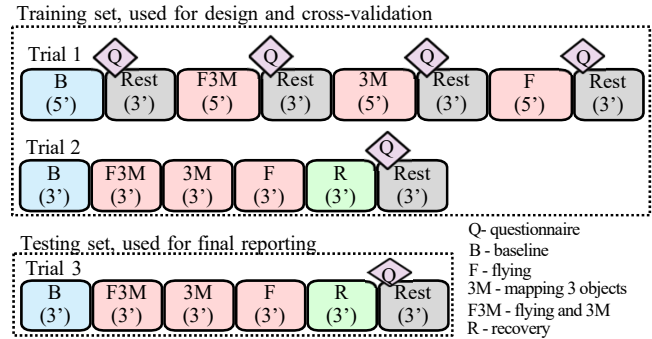 Training set, used for design and cross-validation
Trial 1
Q Q Q Q
B Rest F3M Rest 3M Rest F Rest
(5’) (3’) (5’) (3’) (5’) (3’) (5’) (3’)
Trial 2
Q
B F3M 3M F R Rest
(3’) (3’) (3’) (3’) (3’) (3’)
Testing set, used for final reporting
Trial 3
Q
B F3M 3M F R Rest
(3’) (3’) (3’) (3’) (3’) (3’)
Q- questionnaire
B - baseline
F - flying
3M - mapping 3 objects
F3M - flying and 3M
R - recovery